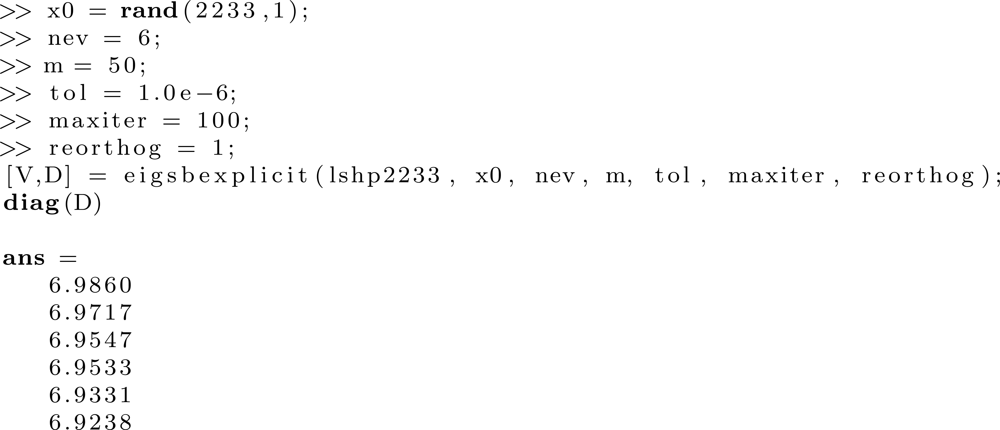 >> x0 = rand(2233,1);
>> nev = 6;
>> m = 50;
>> tol = 1.0e−6;
>> maxiter = 100;
>> reorthog = 1;
[V,D] = eigsbexplicit(lshp2233, x0, nev, m, tol, maxiter, reorthog);
diag(D)
ans =
6.9860
6.9717
6.9547
6.9533
6.9331
6.9238